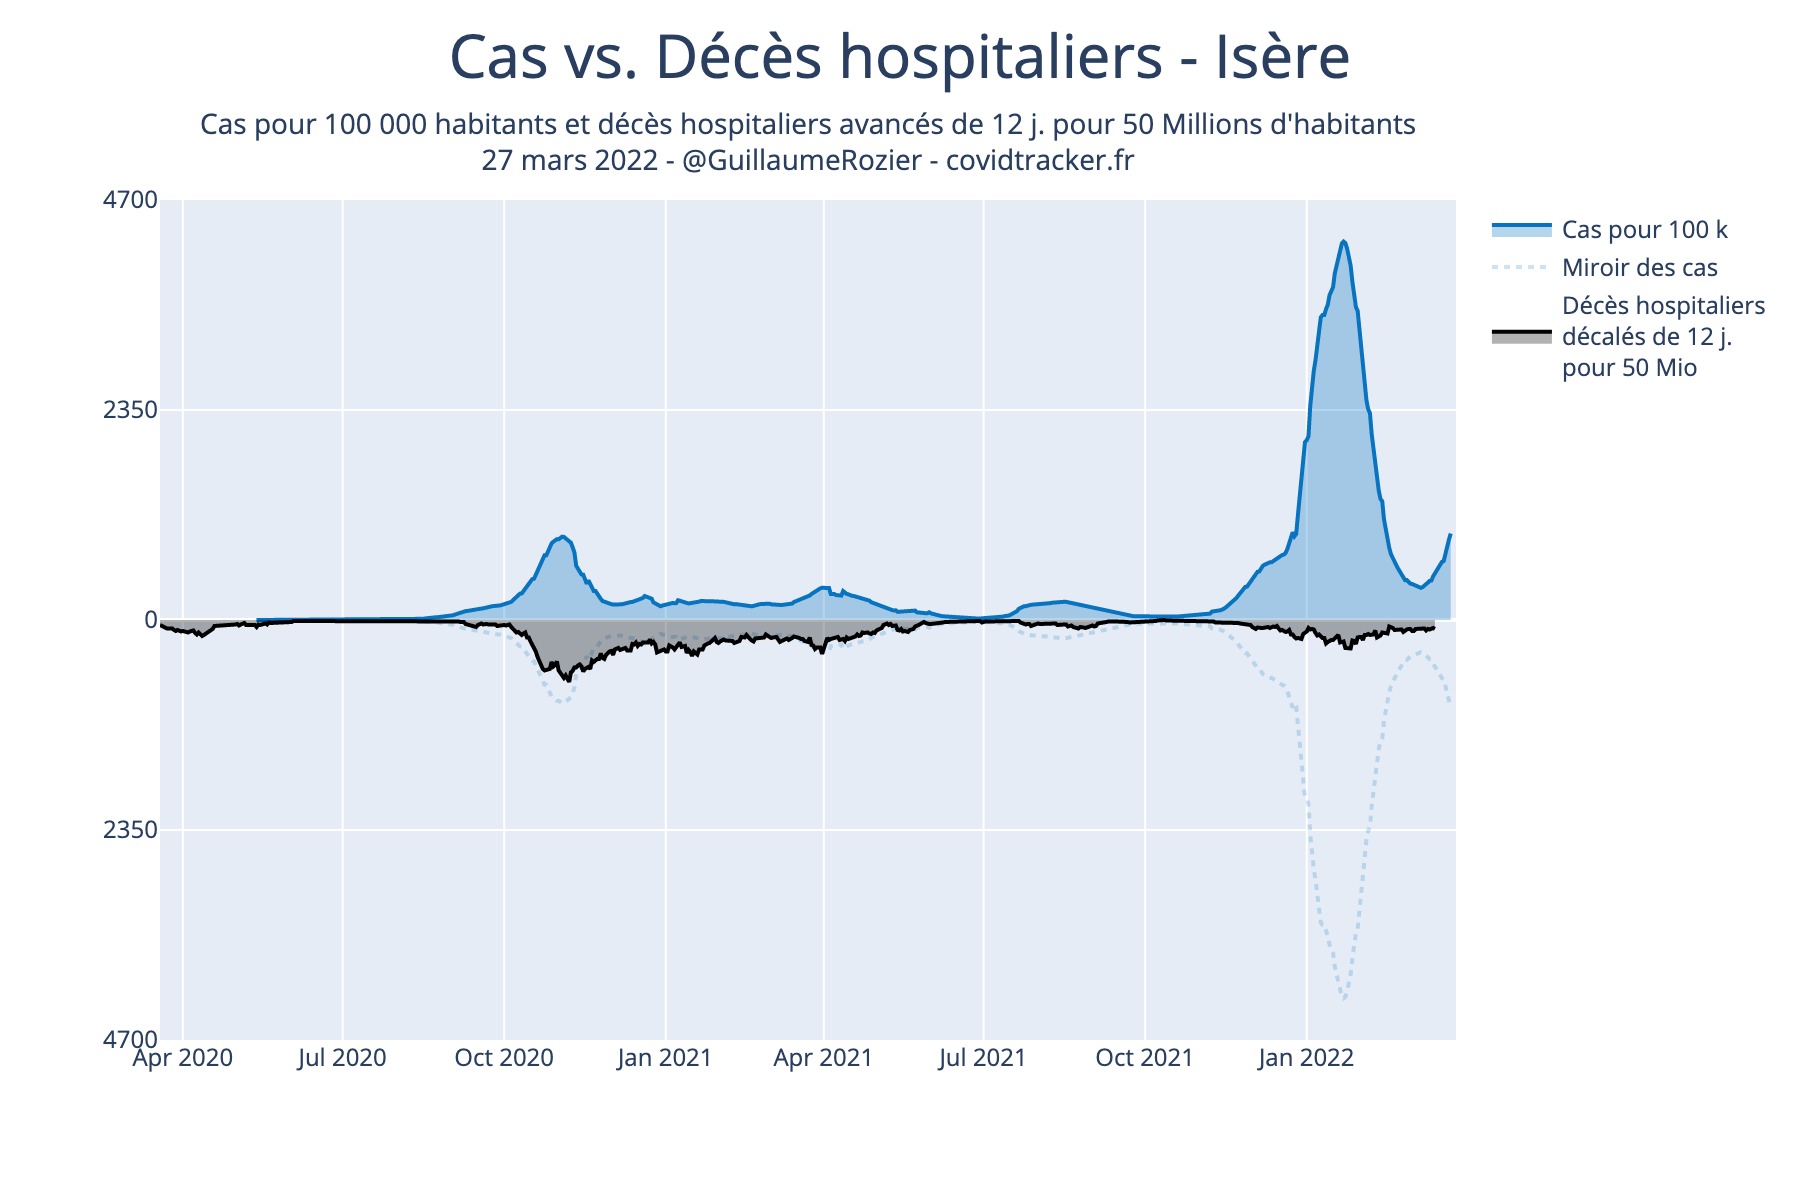 Cas vs. Décès hospitaliers - Isère
Cas pour 100 000 habitants et décès hospitaliers avancés de 12 j. pour 50 Millions d'habitants
27 mars 2022 - @GuillaumeRozier - covidtracker.fr
4700
2350
0
2350
4700
Apr 2020
Jul 2020
Oct 2020
Jan 2021
Apr 2021
Jul 2021
Oct 2021
Jan 2022
Cas pour 100 k
Miroir des cas
Décès hospitaliers
décalés de 12 j.
pour 50 Mio